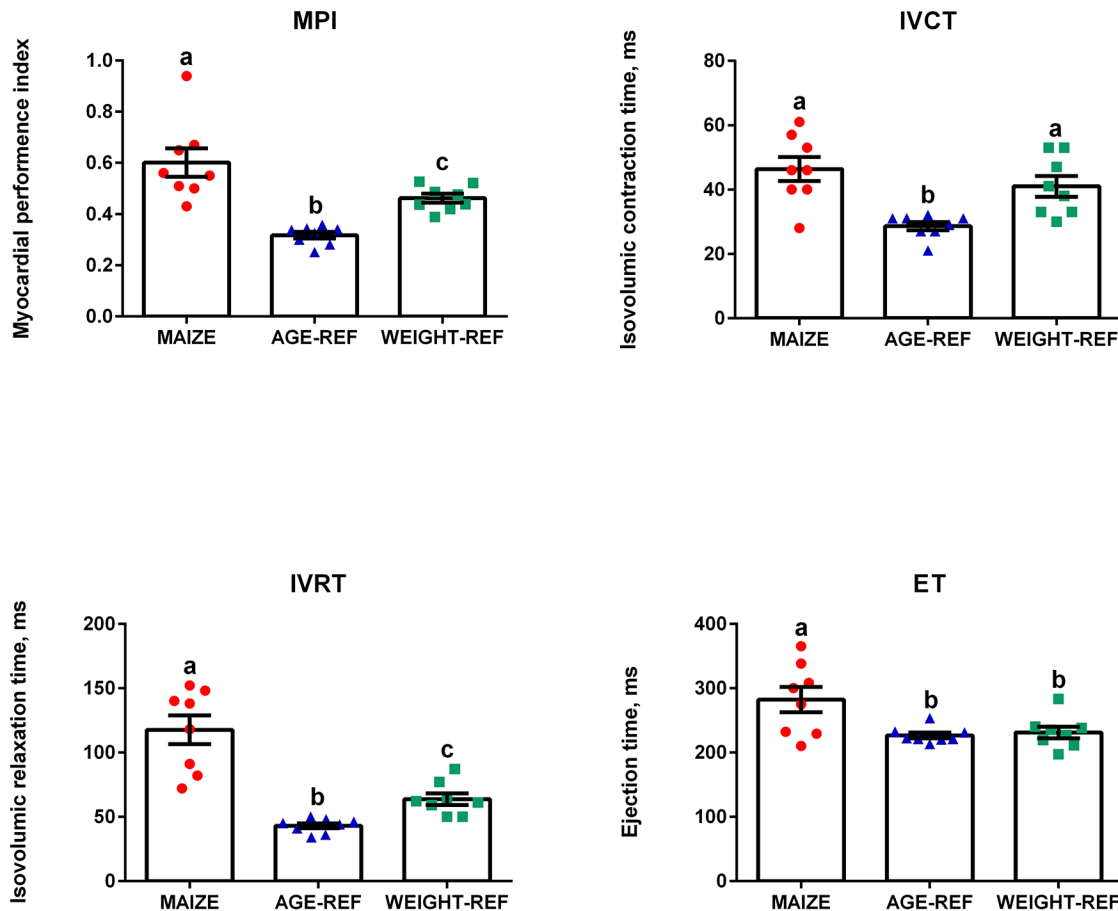 MPI
Myocardial performence index
1.0
0.8
0.6
0.4
0.2
0.0
a
b
c
MAIZE AGE-REF WEIGHT-REF
IVCT
Isovolumic contraction time, ms
80
60
40
20
0
a
b
a
MAIZE AGE-REF WEIGHT-REF
IVRT
Isovolumic relaxation time, ms
200
150
100
50
0
a
b
c
MAIZE AGE-REF WEIGHT-REF
ET
Ejection time, ms
400
300
200
100
0
a
b
b
MAIZE AGE-REF WEIGHT-REF